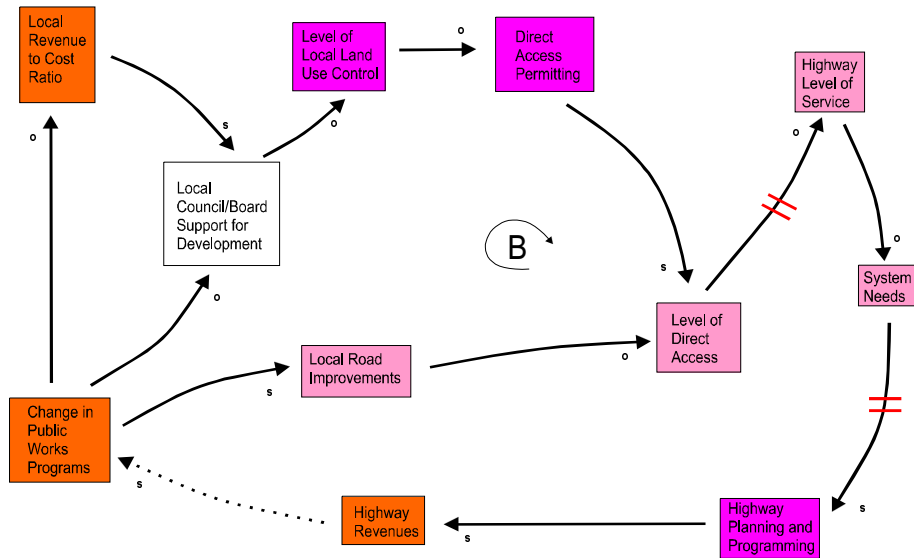 Local
Revenue
to Cost
Ratio
Level of
Local Land
Use Control
o
Direct
Access
Permitting
Highway
Level of
Service
o
s
o
o
Local
Council/Board
Support for
Development
B
o
s
System
Needs
o
Level of
Direct
Access
Local Road
Improvements
o
s
Change in
Public
Works
Programs
s
Highway
Revenues
s
Highway
Planning and
Programming
s